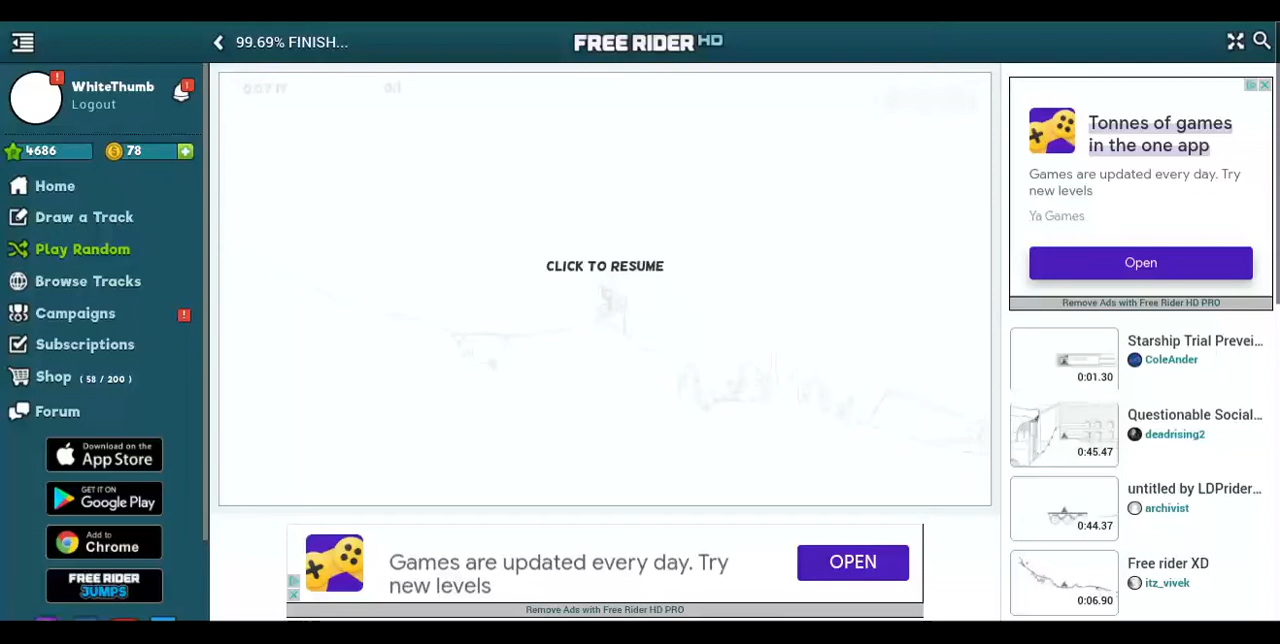 99.69% FINISH...
FREE RIDER HD
WhiteThumb
Logout
4686
78
Home
Draw a Track
Play Random
Browse Tracks
Campaigns
Subscriptions
Shop ( 58 / 200 )
Forum
Download on the
App Store
GET IT ON
Google Play
Add to
Chrome
FREE RIDER
JUMPS
CLICK TO RESUME
Games are updated every day. Try
new levels
OPEN
Remove Ads with Free Rider HD PRO
Tonnes of games
in the one app
Games are updated every day. Try
new levels
Ya Games
Open
Remove Ads with Free Rider HD PRO
Starship Trial Prevei...
ColeAnder
0:01.30
Questionable Social...
deadrising2
0:45.47
untitled by LDPrider...
archivist
0:44.37
Free rider XD
itz_vivek
0:06.90